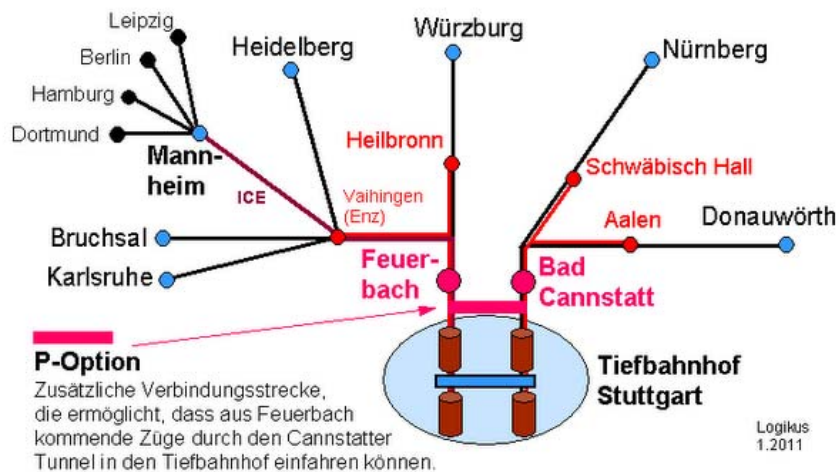 Leipzig
Berlin
Hamburg
Dortmund
Mann-
heim
Heidelberg
Würzburg
Nürnberg
ICE
Heilbronn
Vaihingen
(Enz)
Schwäbisch Hall
Aalen
Donauwörth
Bruchsal
Karlsruhe
Feuer-
bach
Bad
Cannstatt
P-Option
Zusätzliche Verbindungsstrecke,
die ermöglicht, dass aus Feuerbach
kommende Züge durch den Cannstatter
Tunnel in den Tiefbahnhof einfahren können.
Tiefbahnhof
Stuttgart
Logikus
1.2011